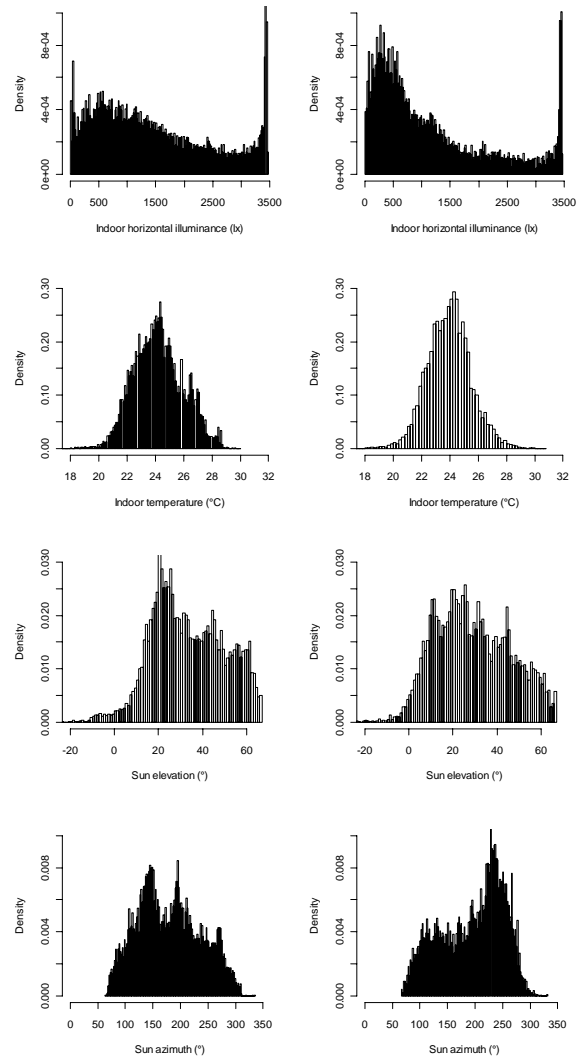 Density
0e+00 4e-04 8e-04
0 500 1500 2500 3500
Indoor horizontal illuminance (lx)
Density
0e+00 4e-04 8e-04
0 500 1500 2500 3500
Indoor horizontal illuminance (lx)
Density
0.00 0.10 0.20 0.30
18 20 22 24 26 28 30 32
Indoor temperature (°C)
Density
0.00 0.10 0.20 0.30
18 20 22 24 26 28 30 32
Indoor temperature (°C)
Density
0.000 0.010 0.020 0.030
-20 0 20 40 60
Sun elevation (°)
Density
0.000 0.010 0.020 0.030
-20 0 20 40 60
Sun elevation (°)
Density
0.000 0.004 0.008
0 50 100 150 200 250 350
Sun azimuth (°)
Density
0.000 0.004 0.008
0 50 100 150 200 250 350
Sun azimuth (°)